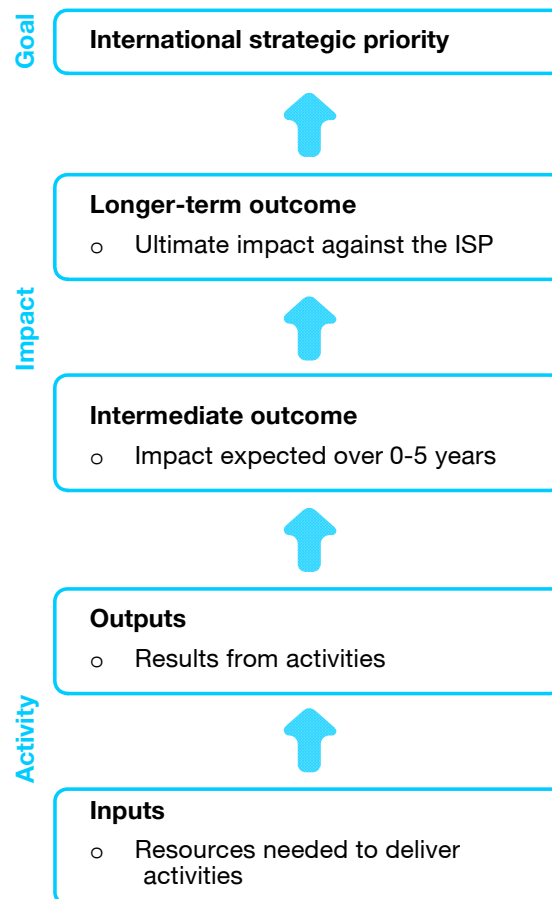 Goal
International strategic priority
Impact
Longer-term outcome
o Ultimate impact against the ISP
Intermediate outcome
o Impact expected over 0-5 years
Activity
Outputs
o Results from activities
Inputs
o Resources needed to deliver
activities